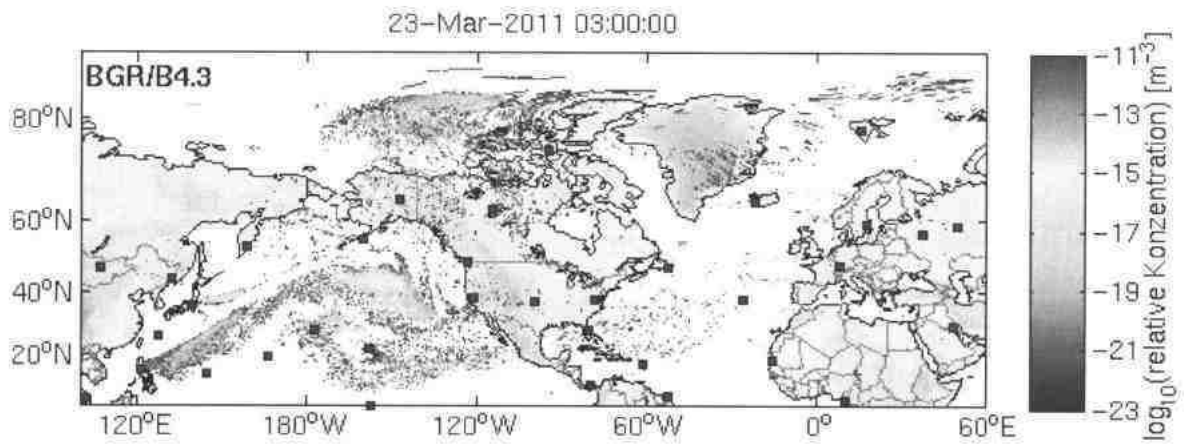 23-Mar-2011 03:00:00
BGR/B4.3
80°N
60°N
40°N
20°N
120°E
180°W
120°W
60°W
0°
60°E
-11
-13
-15
-17
-19
-21
-23
log10(relative Konzentration) [m-3]